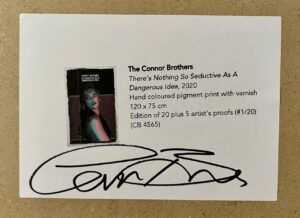 The Connor Brothers
There's Nothing So Seductive As A
Dangerous Idea, 2020
Hand coloured pigment print with varnish
120 x 75 cm
Edition of 20 plus 5 artist's proofs (#1/20)
(CB 4565)